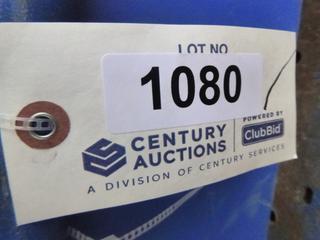 LOT NO
1080
CENTURY
AUCTIONS
POWERED BY
ClubBid
A DIVISION OF CENTURY SERVICES